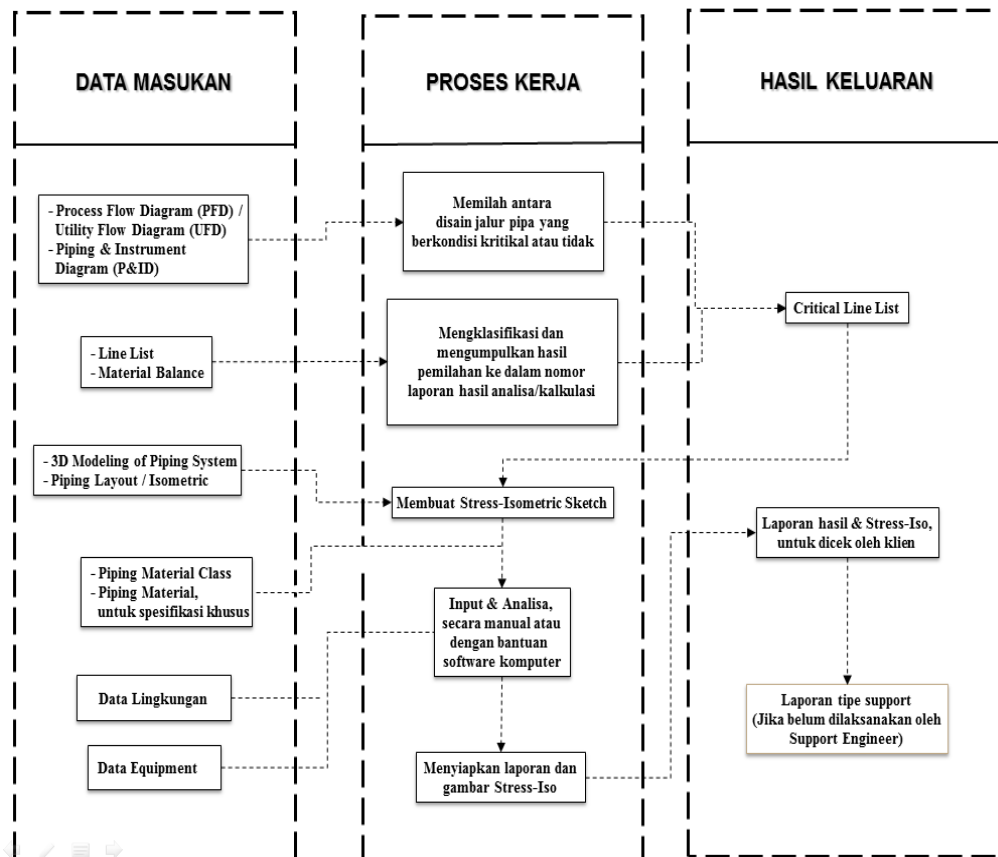 DATA MASUKAN
PROSES KERJA
HASIL KELUARAN
- Process Flow Diagram (PFD) /
Utility Flow Diagram (UFD)
- Piping & Instrument
Diagram (P&ID)
Memilah antara
disain jalur pipa yang
berkondisi kritikal atau tidak
Critical Line List
- Line List
- Material Balance
Mengklasifikasi dan
mengumpulkan hasil
pemilahan ke dalam nomor
laporan hasil analisa/kalkulasi
- 3D Modeling of Piping System
- Piping Layout / Isometric
Membuat Stress-Isometric Sketch
Laporan hasil & Stress-Iso,
untuk dicek oleh klien
- Piping Material Class
- Piping Material,
untuk spesifikasi khusus
Input & Analisa,
secara manual atau
dengan bantuan
software komputer
Data Lingkungan
Laporan tipe support
(Jika belum dilaksanakan oleh
Support Engineer)
Data Equipment
Menyiapkan laporan dan
gambar Stress-Iso